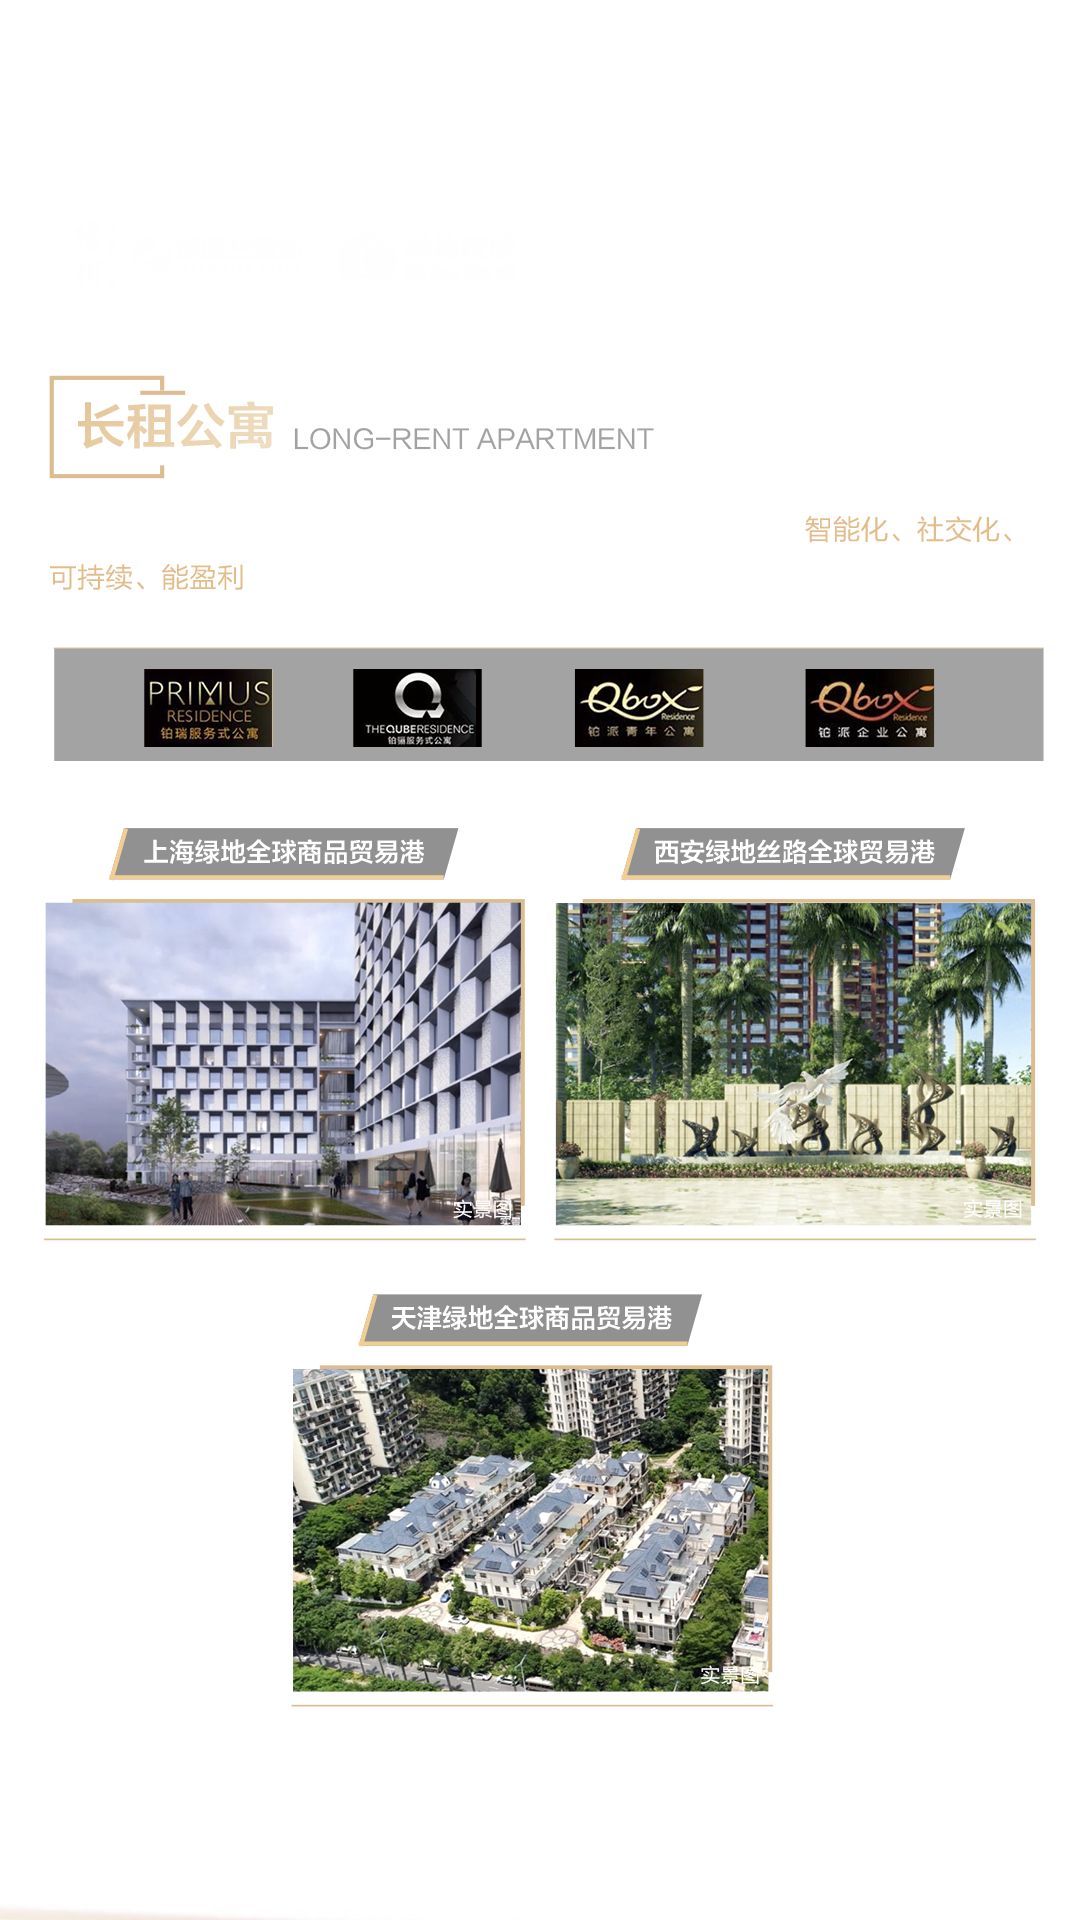 长租公寓 LONG-RENT APARTMENT
智能化、社交化、
可持续、能盈利
PRIMUS
RESIDENCE
铂瑞服务式公寓
Q
THE QUBE RESIDENCE
铂骊服务式公寓
Qbox
Residence
铂派青年公寓
Qbox
Residence
铂派企业公寓
上海绿地全球商品贸易港
西安绿地丝路全球贸易港
实景图
实景图
天津绿地全球商品贸易港
实景图